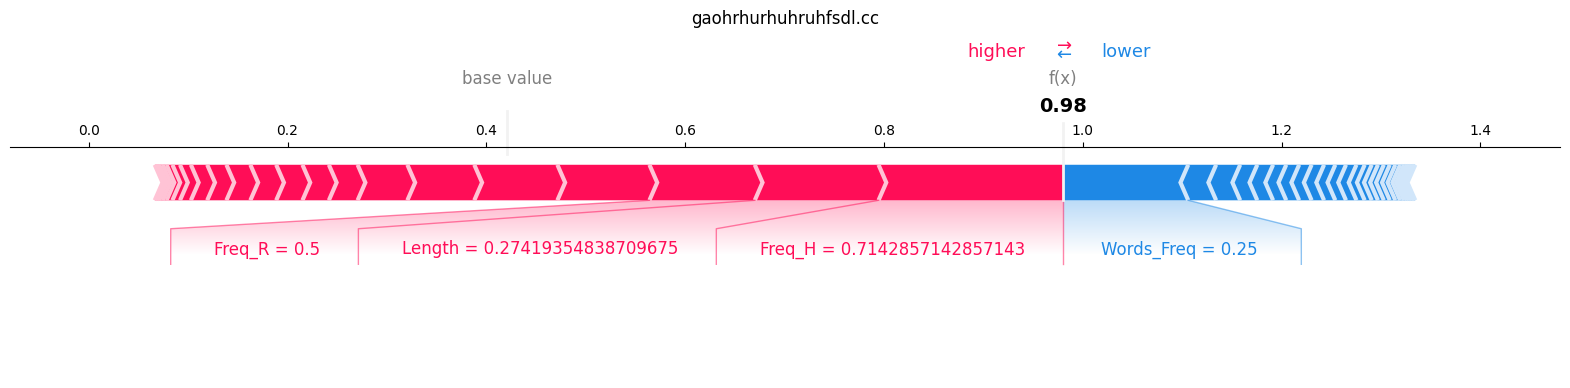 gaohrhurhuhruhfsdl.cc
higher → ← lower
base value f(x)
0.98
0.0 0.2 0.4 0.6 0.8 1.0 1.2 1.4
Freq_R = 0.5 Length = 0.27419354838709675 Freq_H = 0.7142857142857143 Words_Freq = 0.25